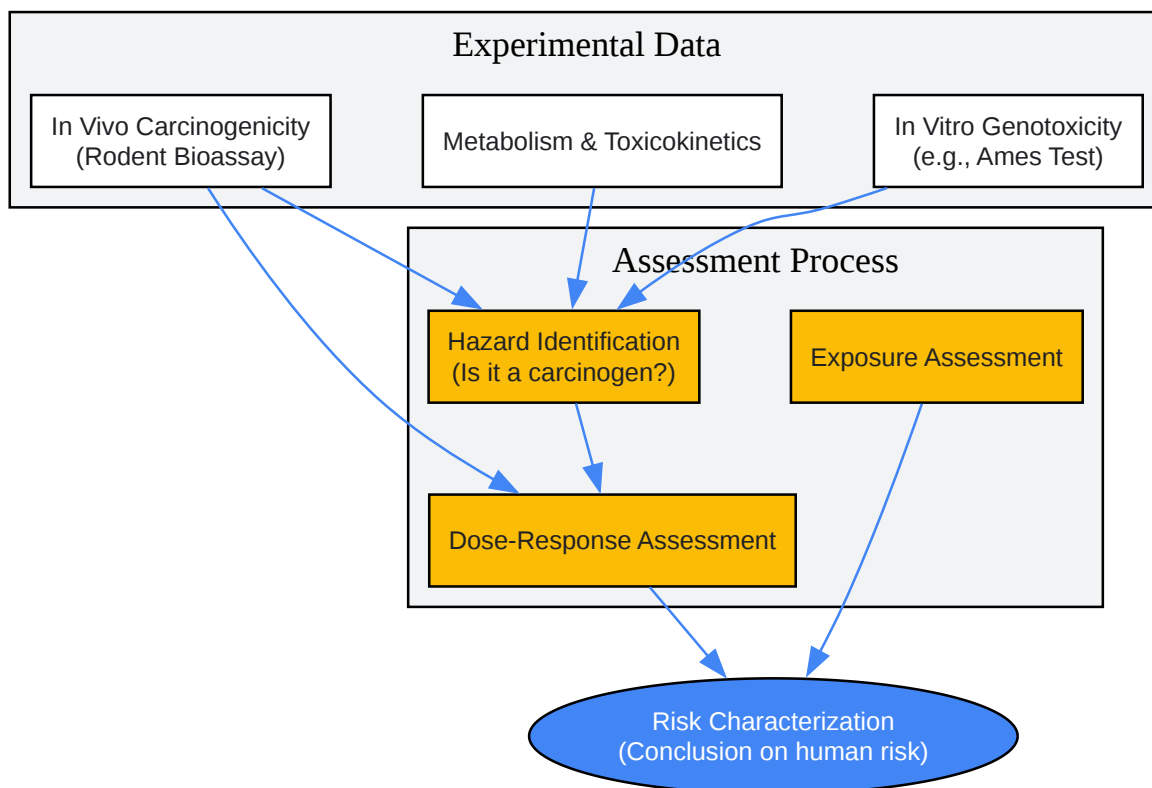 Experimental Data
In Vivo Carcinogenicity
(Rodent Bioassay)
Metabolism & Toxicokinetics
In Vitro Genotoxicity
(e.g., Ames Test)
Assessment Process
Hazard Identification
(Is it a carcinogen?)
Exposure Assessment
Dose-Response Assessment
Risk Characterization
(Conclusion on human risk)